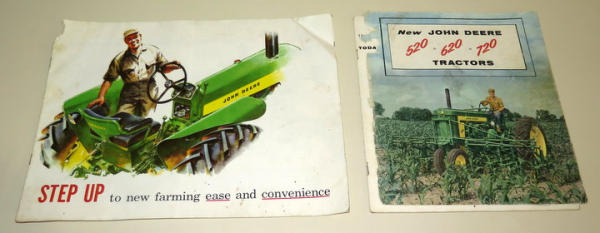 JOHN DEERE
STEP UP to new farming ease and convenience
TODA
New JOHN DEERE
520 · 620 · 720
TRACTORS